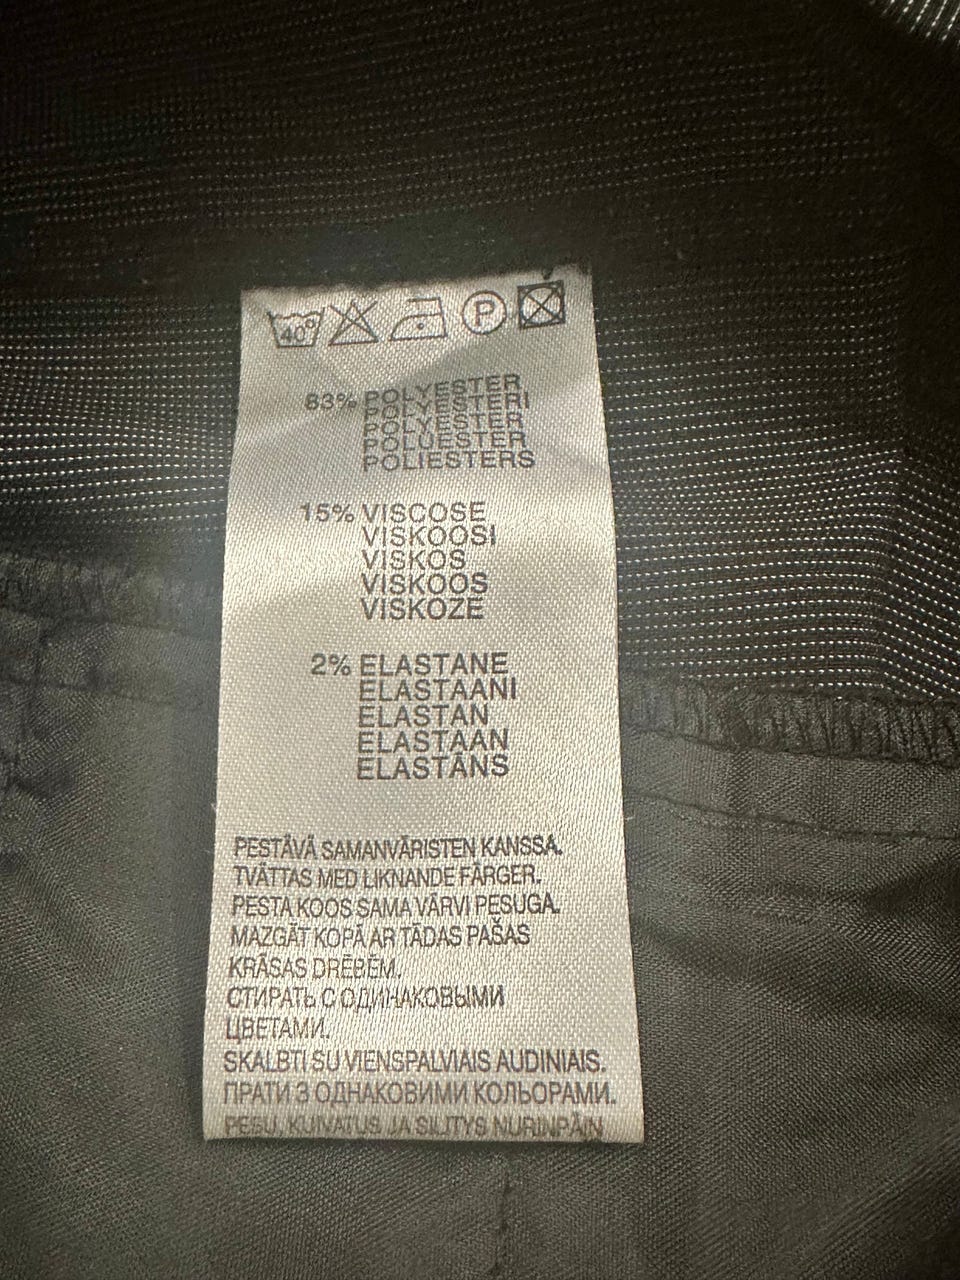 40° P
83% POLYESTER
POLYESTERI
POLYESTER
POLÜESTER
POLIESTERS
15% VISCOSE
VISKOOSI
VISKOS
VISKOOS
VISKOZE
2% ELASTANE
ELASTAANI
ELASTAN
ELASTAAN
ELASTĀNS
PESTÄVÄ SAMANVÄRISTEN KANSSA.
TVÄTTAS MED LIKNANDE FÄRGER.
PESTA KOOS SAMA VÄRVI PESUGA.
MAZGĀT KOPĀ AR TĀDAS PAŠAS
KRĀSAS DRĒBĒM.
СТИРАТЬ С ОДИНАКОВЫМИ
ЦВЕТАМИ.
SKALBTI SU VIENSPALVIAIS AUDINIAIS.
ПРАТИ З ОДНАКОВИМИ КОЛЬОРАМИ.
PESU, KUIVATUS JA SILITYS NURINPÄIN